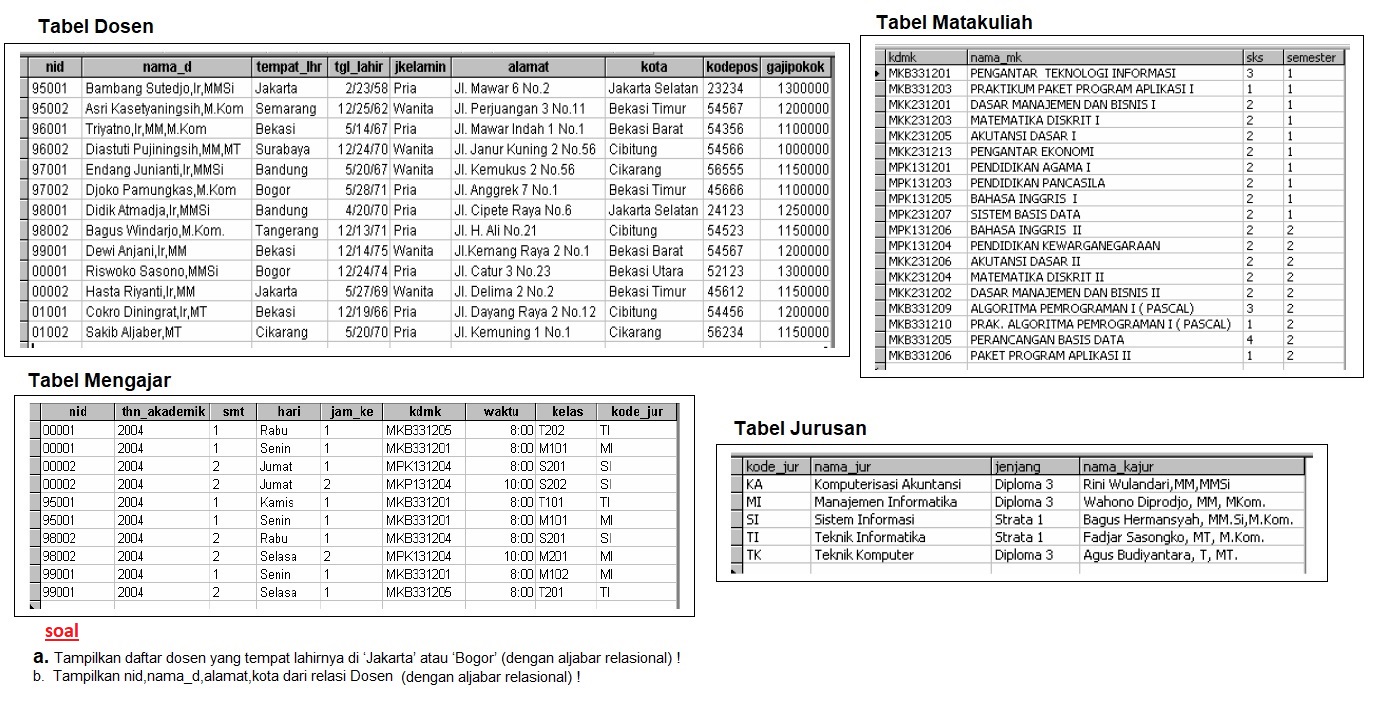 Tabel Dosen
nid nama_d tempat_lhr tgl_lahir jkelamin alamat kota kodepos gajipokok
95001 Bambang Sutedjo,Ir,MMSi Jakarta 2/23/58 Pria Jl. Mawar 6 No.2 Jakarta Selatan 23234 1300000
95002 Asri Kasetyaningsih,M.Kom Semarang 12/25/62 Wanita Jl. Perjuangan 3 No.11 Bekasi Timur 54567 1200000
96001 Triyatno,Ir,MM,M.Kom Bekasi 5/14/67 Pria Jl. Mawar Indah 1 No.1 Bekasi Barat 54356 1100000
96002 Diastuti Pujiningsih,MM,MT Surabaya 12/24/70 Wanita Jl. Janur Kuning 2 No.56 Cibitung 54566 1000000
97001 Endang Junianti,Ir,MMSi Bandung 5/20/67 Wanita Jl. Kemukus 2 No.56 Cikarang 56555 1150000
97002 Djoko Pamungkas,M.Kom Bogor 5/28/71 Pria Jl. Anggrek 7 No.1 Bekasi Timur 45666 1100000
98001 Didik Atmadja,Ir,MMSi Bandung 4/20/70 Pria Jl. Cipete Raya No.6 Jakarta Selatan 24123 1250000
98002 Bagus Windarjo,M.Kom. Tangerang 12/13/71 Pria Jl. H. Ali No.21 Cibitung 54523 1150000
99001 Dewi Anjani,Ir,MM Bekasi 12/14/75 Wanita Jl.Kemang Raya 2 No.1 Bekasi Barat 54567 1200000
00001 Riswoko Sasono,MMSi Bogor 12/24/74 Pria Jl. Catur 3 No.23 Bekasi Utara 52123 1300000
00002 Hasta Riyanti,Ir,MM Jakarta 5/27/69 Wanita Jl. Delima 2 No.2 Bekasi Timur 45612 1150000
01001 Cokro Diningrat,Ir,MT Bekasi 12/19/66 Pria Jl. Dayang Raya 2 No.12 Cibitung 54456 1200000
01002 Sakib Aljaber,MT Cikarang 5/20/70 Pria Jl. Kemuning 1 No.1 Cikarang 56234 1150000
Tabel Matakuliah
kdmk nama_mk sks semester
MKB331201 PENGANTAR TEKNOLOGI INFORMASI 3 1
MKB331203 PRAKTIKUM PAKET PROGRAM APLIKASI I 1 1
MKK231201 DASAR MANAJEMEN DAN BISNIS I 2 1
MKK231203 MATEMATIKA DISKRIT I 2 1
MKK231205 AKUTANSI DASAR I 2 1
MKK231213 PENGANTAR EKONOMI 2 1
MPK131201 PENDIDIKAN AGAMA I 2 1
MPK131203 PENDIDIKAN PANCASILA 2 1
MPK131205 BAHASA INGGRIS I 2 1
MPK231207 SISTEM BASIS DATA 2 1
MPK131206 BAHASA INGGRIS II 2 2
MPK131204 PENDIDIKAN KEWARGANEGARAAN 2 2
MKK231206 AKUTANSI DASAR II 2 2
MKK231204 MATEMATIKA DISKRIT II 2 2
MKK231202 DASAR MANAJEMEN DAN BISNIS II 2 2
MKB331209 ALGORITMA PEMROGRAMAN I ( PASCAL) 3 2
MKB331210 PRAK. ALGORITMA PEMROGRAMAN I ( PASCAL) 1 2
MKB331205 PERANCANGAN BASIS DATA 4 2
MKB331206 PAKET PROGRAM APLIKASI II 1 2
Tabel Mengajar
nid thn_akademik smt hari jam_ke kdmk waktu kelas kode_jur
00001 2004 1 Rabu 1 MKB331205 8:00 T202 TI
00001 2004 1 Senin 1 MKB331201 8:00 M101 MI
00002 2004 2 Jumat 1 MPK131204 8:00 S201 SI
00002 2004 2 Jumat 2 MKP131204 10:00 S202 SI
95001 2004 1 Kamis 1 MKB331201 8:00 T101 TI
95001 2004 1 Senin 1 MKB331201 8:00 M101 MI
98002 2004 2 Rabu 1 MKB331205 8:00 S201 SI
98002 2004 2 Selasa 2 MPK131204 10:00 M201 MI
99001 2004 1 Senin 1 MKB331201 8:00 M102 MI
99001 2004 2 Selasa 1 MKB331205 8:00 T201 TI
Tabel Jurusan
kode_jur nama_jur jenjang nama_kajur
KA Komputerisasi Akuntansi Diploma 3 Rini Wulandari,MM,MMSi
MI Manajemen Informatika Diploma 3 Wahono Diprodjo, MM, MKom.
SI Sistem Informasi Strata 1 Bagus Hermansyah, MM.Si,M.Kom.
TI Teknik Informatika Strata 1 Fadjar Sasongko, MT, M.Kom.
TK Teknik Komputer Diploma 3 Agus Budiyantara, T, MT.
soal
a. Tampilkan daftar dosen yang tempat lahirnya di ‘Jakarta’ atau ‘Bogor’ (dengan aljabar relasional) !
b. Tampilkan nid,nama_d,alamat,kota dari relasi Dosen (dengan aljabar relasional) !